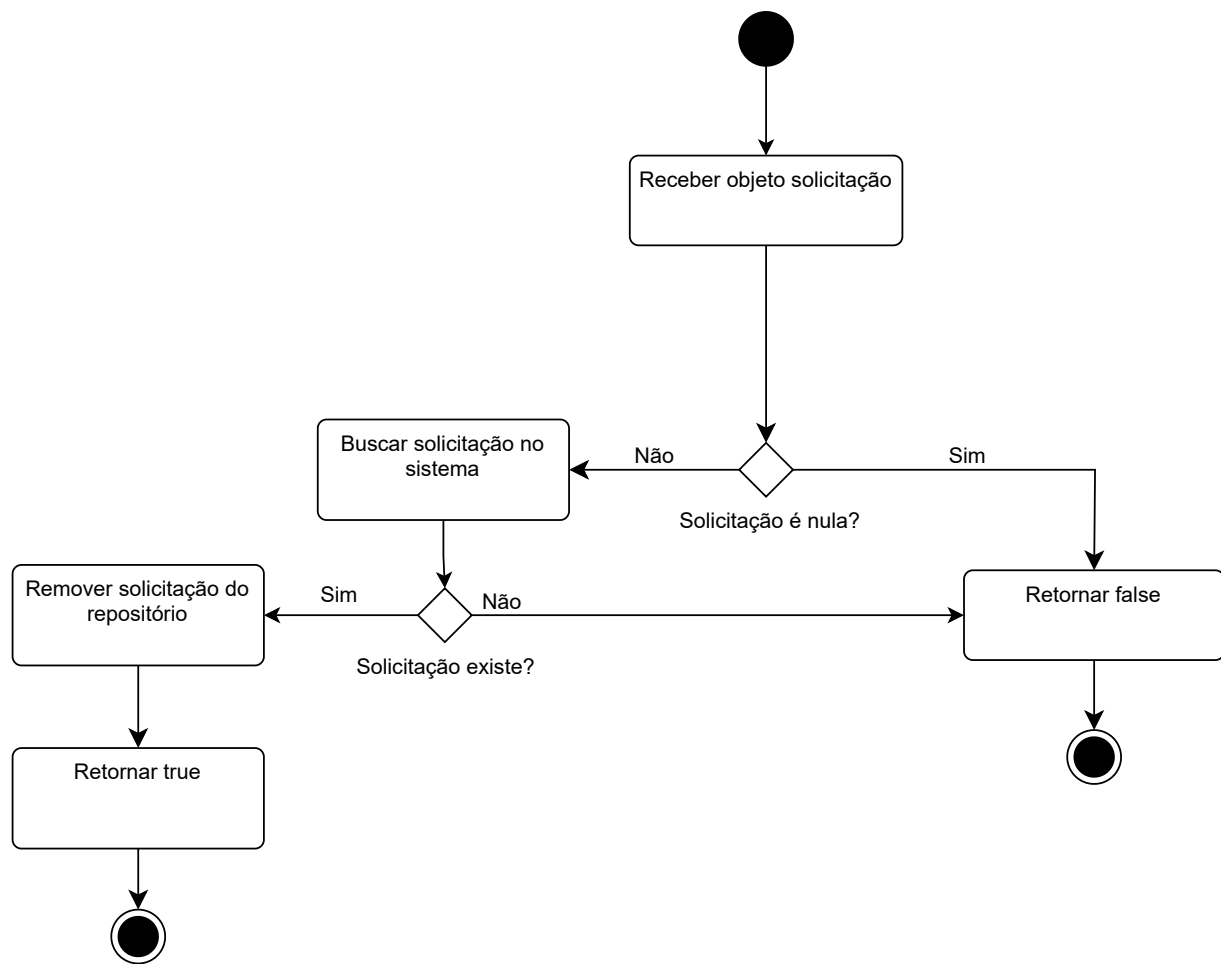 Receber objeto solicitação
Buscar solicitação no
sistema
Não
Sim
Solicitação é nula?
Remover solicitação do
repositório
Sim
Não
Retornar false
Solicitação existe?
Retornar true